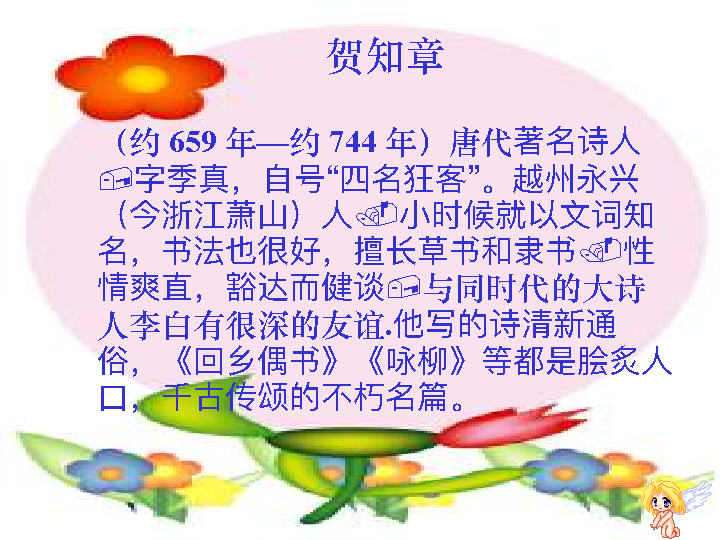 贺知章
（约 659 年—约 744 年）唐代著名诗人
字季真，自号“四名狂客”。越州永兴
（今浙江萧山）人小时候就以文词知
名，书法也很好，擅长草书和隶书性
情爽直，豁达而健谈与同时代的大诗
人李白有很深的友谊.他写的诗清新通
俗，《回乡偶书》《咏柳》等都是脍炙人
口，千古传颂的不朽名篇。